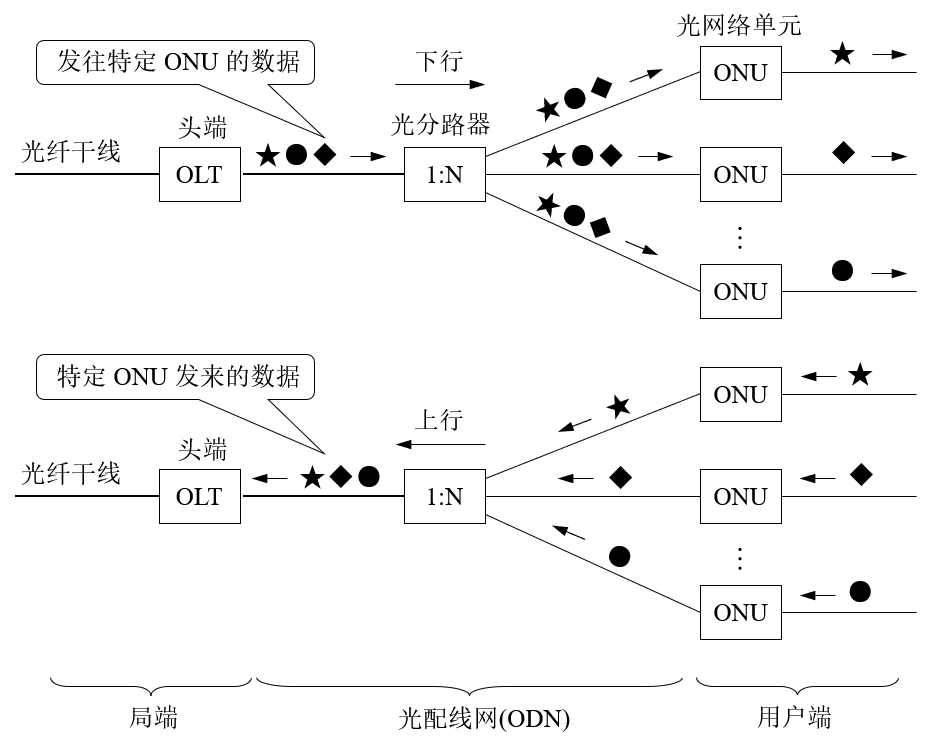 光网络单元
发往特定 ONU 的数据
下行
ONU
头端
光分路器
光纤干线
OLT
1:N
ONU
ONU
特定 ONU 发来的数据
上行
ONU
头端
光纤干线
OLT
1:N
ONU
ONU
局端
光配线网(ODN)
用户端